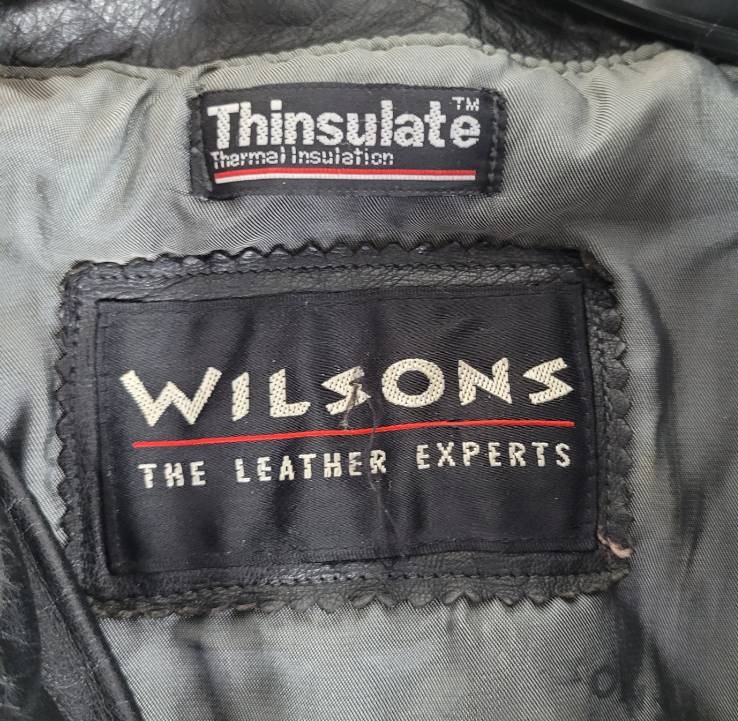 Thinsulate™
Thermal Insulation
WILSONS
THE LEATHER EXPERTS